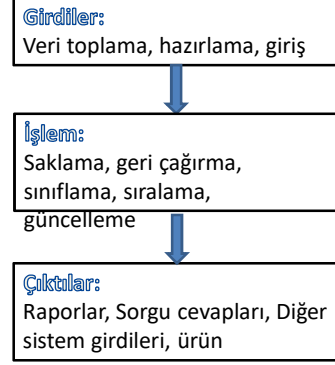 Girdiler:
Veri toplama, hazırlama, giriş
İşlem:
Saklama, geri çağırma,
sınıflama, sıralama,
güncelleme
Çıktılar:
Raporlar, Sorgu cevapları, Diğer
sistem girdileri, ürün